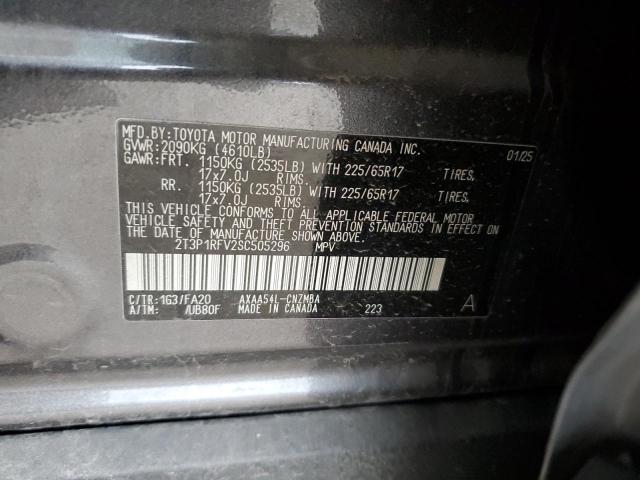 MFD.BY:TOYOTA MOTOR MANUFACTURING CANADA INC.
GVWR: 2090KG (4610LB) 01/25
GAWR:FRT. 1150KG (2535LB) WITH 225/65R17 TIRES,
17x7.0J RIMS,
RR. 1150KG (2535LB) WITH 225/65R17 TIRES,
17x7.0J RIMS,
THIS VEHICLE CONFORMS TO ALL APPLICABLE FEDERAL MOTOR
VEHICLE SAFETY AND THEFT PREVENTION STANDARDS IN EFFECT ON
THE DATE OF MANUFACTURE SHOWN ABOVE.
2T3P1RFV2SC505296 MPV
C/TR:1G3/FA20 AXAA54L-CNZMBA
A/TM: /UB80F MADE IN CANADA 223 A